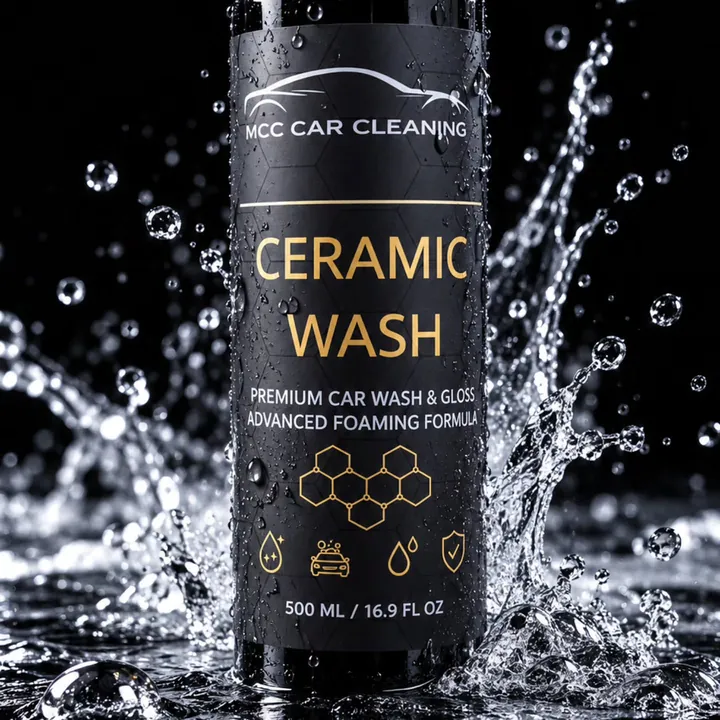 MCC CAR CLEANING
CERAMIC
WASH
PREMIUM CAR WASH & GLOSS
ADVANCED FOAMING FORMULA
500 ML / 16.9 FL OZ